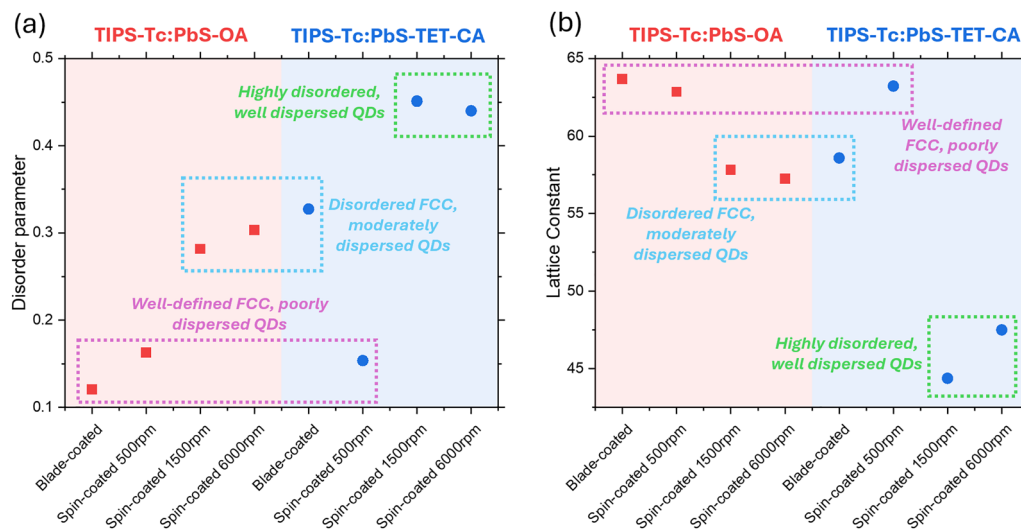 (a)
TIPS-Tc:PbS-OA
TIPS-Tc:PbS-TET-CA
Disorder parameter
0.5
0.4
0.3
0.2
0.1
Highly disordered,
well dispersed QDs
Disordered FCC,
moderately
dispersed QDs
Well-defined FCC, poorly
dispersed QDs
Blade-coated
Spin-coated 500rpm
Spin-coated 1500rpm
Spin-coated 6000rpm
Blade-coated
Spin-coated 500rpm
Spin-coated 1500rpm
Spin-coated 6000rpm
(b)
TIPS-Tc:PbS-OA
TIPS-Tc:PbS-TET-CA
Lattice Constant
65
60
55
50
45
Well-defined
FCC, poorly
dispersed QDs
Disordered FCC,
moderately
dispersed QDs
Highly disordered,
well dispersed QDs
Blade-coated
Spin-coated 500rpm
Spin-coated 1500rpm
Spin-coated 6000rpm
Blade-coated
Spin-coated 500rpm
Spin-coated 1500rpm
Spin-coated 6000rpm